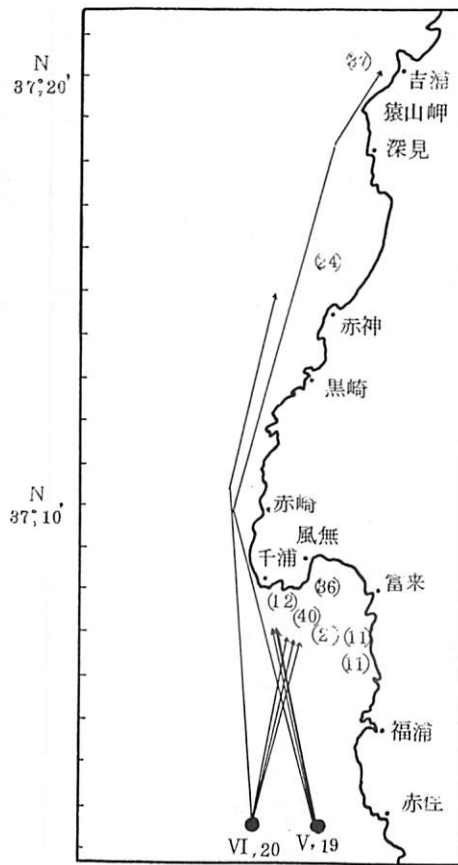 N
37°20'
(37)
吉浦
猿山岬
深見
(24)
赤神
黒崎
N
37°10'
赤崎
風無
千浦
富来
(12)
(36)
(40)
(2)
(11)
(11)
福浦
赤住
VI,20
V,19